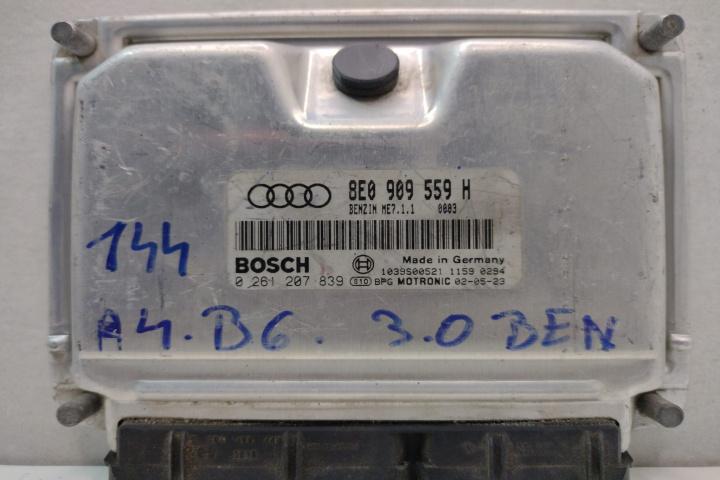 8E0 909 559 H
BENZIN ME7.1.1 0003
BOSCH Made in Germany
1039S00521 1159 0294
0 261 207 839 BPG MOTRONIC 02-05-23
144
A4.B6. 3.0 BEN